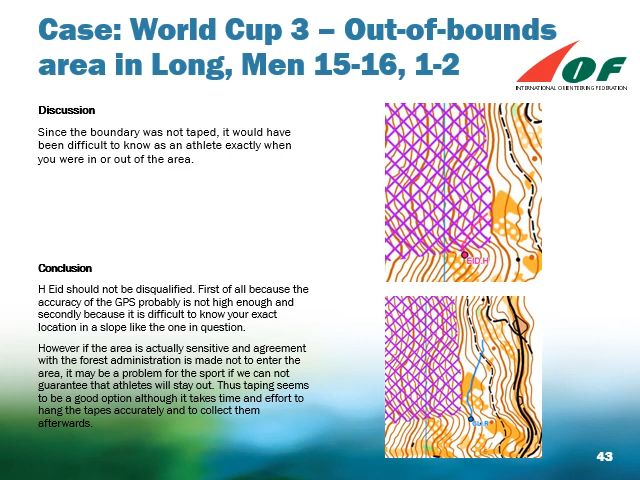 Case: World Cup 3 – Out-of-bounds
area in Long, Men 15-16, 1-2
OF
INTERNATIONAL ORIENTEERING FEDERATION
Discussion
Since the boundary was not taped, it would have
been difficult to know as an athlete exactly when
you were in or out of the area.
EID H
Conclusion
H Eid should not be disqualified. First of all because the
accuracy of the GPS probably is not high enough and
secondly because it is difficult to know your exact
location in a slope like the one in question.
However if the area is actually sensitive and agreement
with the forest administration is made not to enter the
area, it may be a problem for the sport if we can not
guarantee that athletes will stay out. Thus taping seems
to be a good option although it takes time and effort to
hang the tapes accurately and to collect them
afterwards.
43